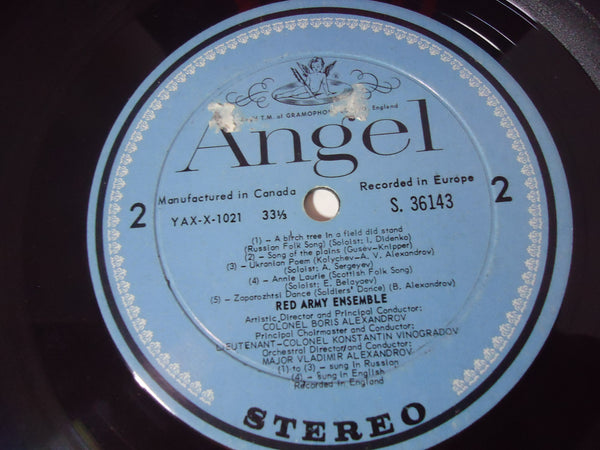 T.M. of GRAMOPHON England
Angel
Manufactured in Canada
Recorded in Europe
2
2
YAX-X-1021 33⅓
S. 36143
(1) – A birch tree in a field did stand
(Russian Folk Song) (Soloist: I. Didenko)
(2) – Song of the plains (Gusev-Knipper)
(3) – Ukranian Poem (Kolychev–A. V. Alexandrov)
(Soloist: A. Sergeyev)
(4) – Annie Laurie (Scottish Folk Song)
(Soloist: E. Belayaev)
(5) – Zaporozhtsi Dance (Soldiers' Dance) (B. Alexandrov)
RED ARMY ENSEMBLE
Artistic Director and Principal Conductor:
COLONEL BORIS ALEXANDROV
Principal Choirmaster and Conductor:
LIEUTENANT-COLONEL KONSTANTIN VINOGRADOV
Orchestral Director and Conductor:
MAJOR VLADIMIR ALEXANDROV
(1) to (3) – sung in Russian
(4) – sung in English
Recorded in England
STEREO